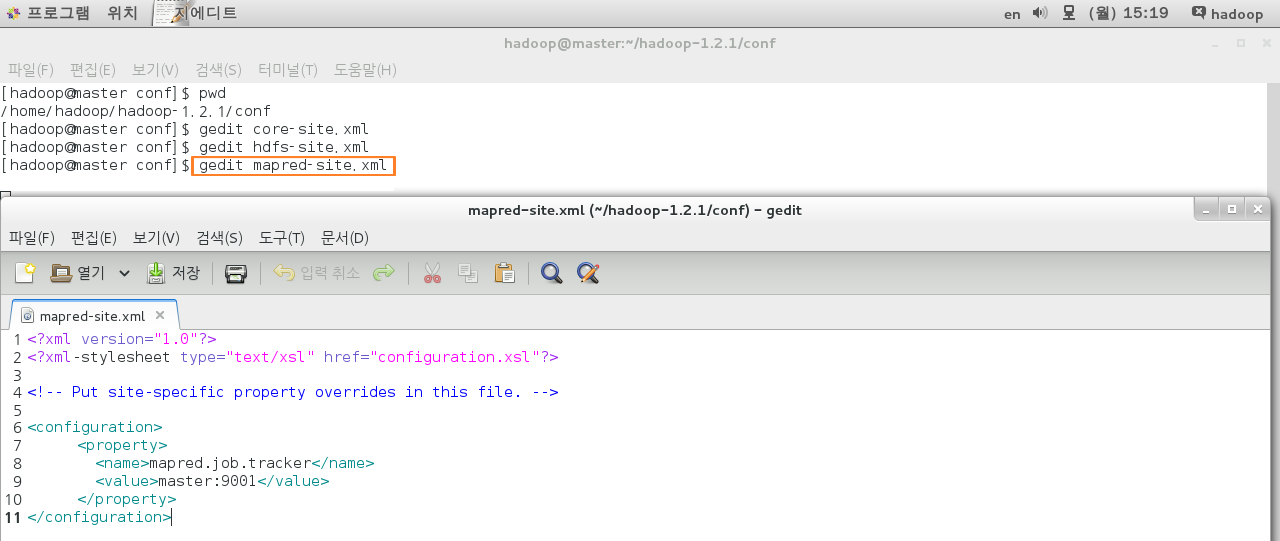 프로그램 위치 지에디트 en (월) 15:19 hadoop
hadoop@master:~/hadoop-1.2.1/conf
파일(F) 편집(E) 보기(V) 검색(S) 터미널(T) 도움말(H)
[hadoop@master conf]$ pwd
/home/hadoop/hadoop-1.2.1/conf
[hadoop@master conf]$ gedit core-site.xml
[hadoop@master conf]$ gedit hdfs-site.xml
[hadoop@master conf]$ gedit mapred-site.xml
mapred-site.xml (~/hadoop-1.2.1/conf) - gedit
파일(F) 편집(E) 보기(V) 검색(S) 도구(T) 문서(D)
열기 저장 입력 취소
mapred-site.xml
1 <?xml version="1.0"?>
2 <?xml-stylesheet type="text/xsl" href="configuration.xsl"?>
3
4 <!-- Put site-specific property overrides in this file. -->
5
6 <configuration>
7 <property>
8 <name>mapred.job.tracker</name>
9 <value>master:9001</value>
10 </property>
11 </configuration>